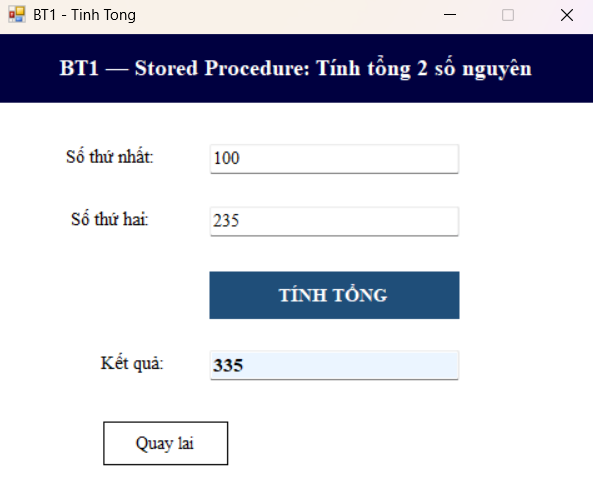 BT1 - Tinh Tong
BT1 — Stored Procedure: Tính tổng 2 số nguyên
Số thứ nhất: 100
Số thứ hai: 235
TÍNH TỔNG
Kết quả: 335
Quay lai